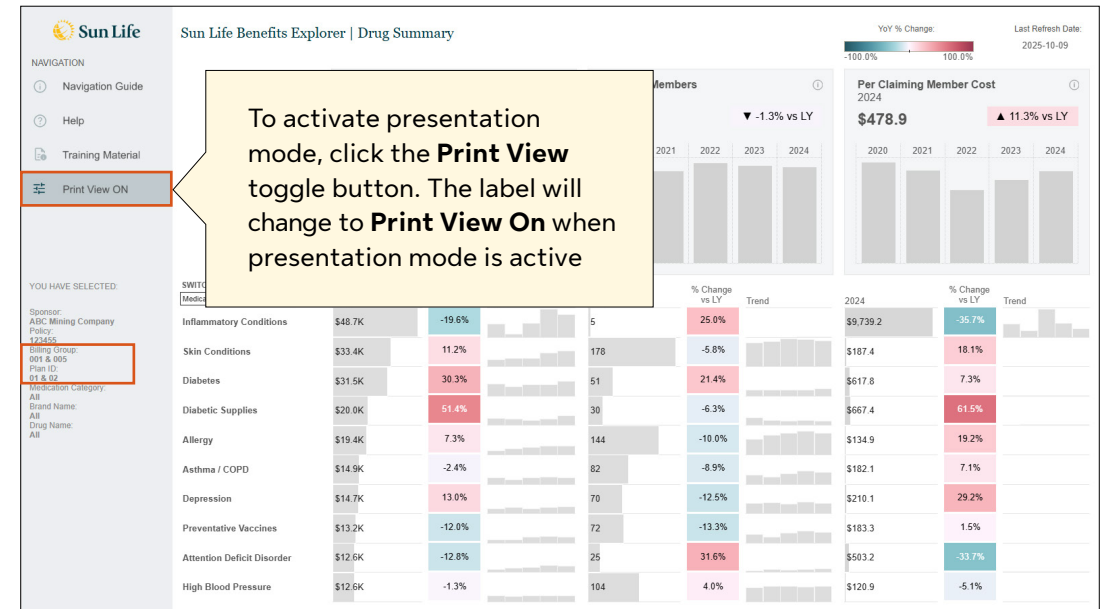 Sun Life
Sun Life Benefits Explorer | Drug Summary
YoY % Change:
-100.0% 100.0%
Last Refresh Date:
2025-10-09
NAVIGATION
Navigation Guide
Help
Training Material
Print View ON
To activate presentation
mode, click the Print View
toggle button. The label will
change to Print View On when
presentation mode is active
Members
▼ -1.3% vs LY
2021 2022 2023 2024
Per Claiming Member Cost
2024
$478.9
▲ 11.3% vs LY
2020 2021 2022 2023 2024
YOU HAVE SELECTED:
Sponsor:
ABC Mining Company
Policy:
123455
Billing Group:
001 & 005
Plan ID:
01 & 02
Medication Category:
All
Brand Name:
All
Drug Name:
All
% Change
vs LY Trend
2024
% Change
vs LY Trend
Inflammatory Conditions $48.7K -19.6% 5 25.0% $9,739.2 -35.7%
Skin Conditions $33.4K 11.2% 178 -5.8% $187.4 18.1%
Diabetes $31.5K 30.3% 51 21.4% $617.8 7.3%
Diabetic Supplies $20.0K 51.4% 30 -6.3% $667.4 61.5%
Allergy $19.4K 7.3% 144 -10.0% $134.9 19.2%
Asthma / COPD $14.9K -2.4% 82 -8.9% $182.1 7.1%
Depression $14.7K 13.0% 70 -12.5% $210.1 29.2%
Preventative Vaccines $13.2K -12.0% 72 -13.3% $183.3 1.5%
Attention Deficit Disorder $12.6K -12.8% 25 31.6% $503.2 -33.7%
High Blood Pressure $12.6K -1.3% 104 4.0% $120.9 -5.1%